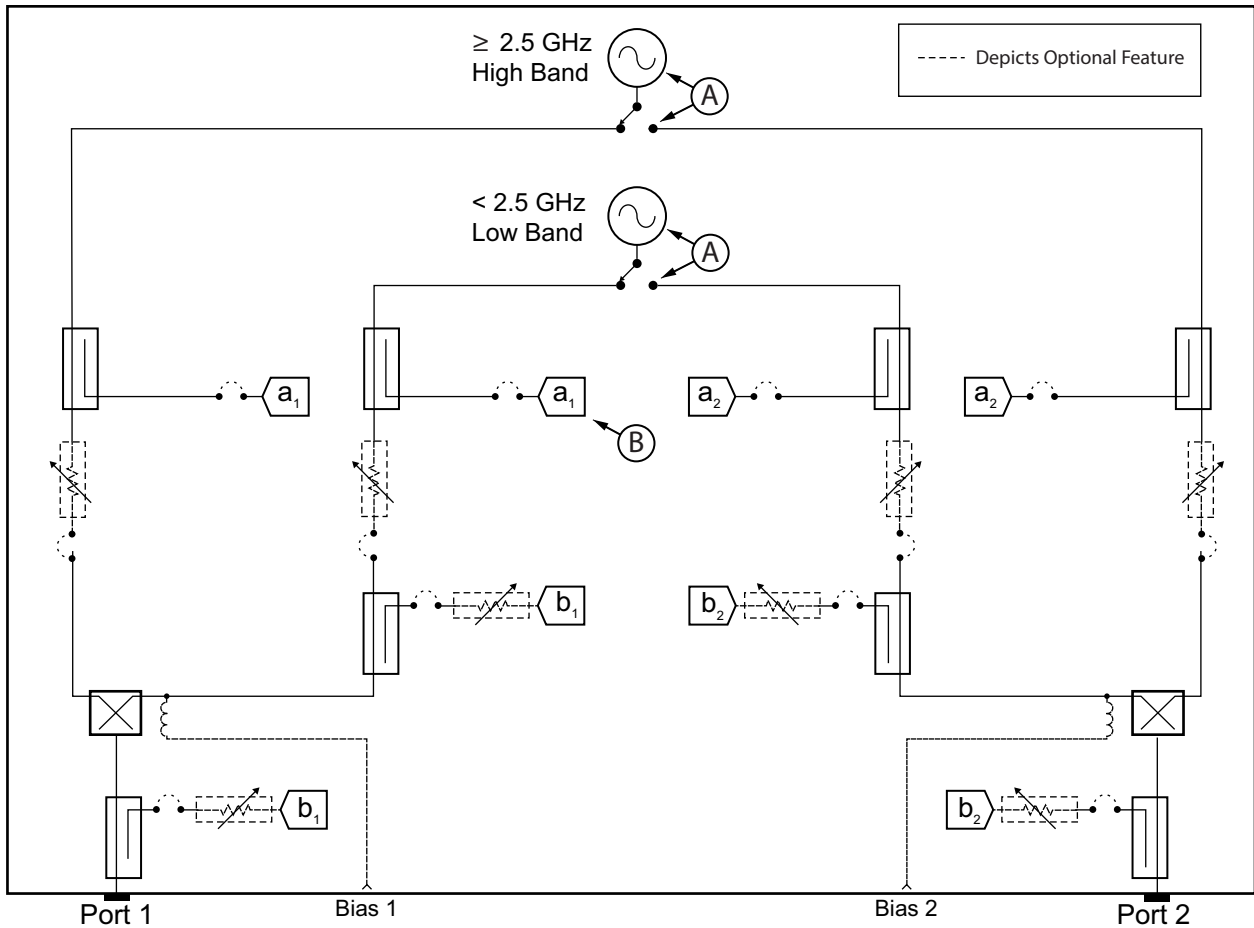 ≥ 2.5 GHz
High Band
A
Depicts Optional Feature
< 2.5 GHz
Low Band
A
a₁
a₁
a₂
a₂
B
b₁
b₂
b₁
b₂
Port 1
Bias 1
Bias 2
Port 2